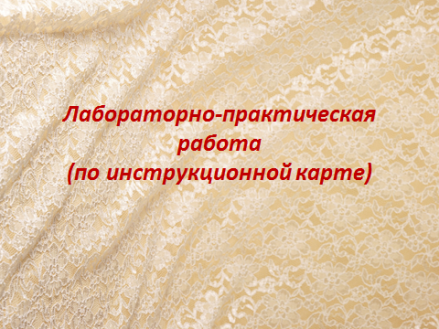 Лабораторно-практическая
работа
(по инструкционной карте)